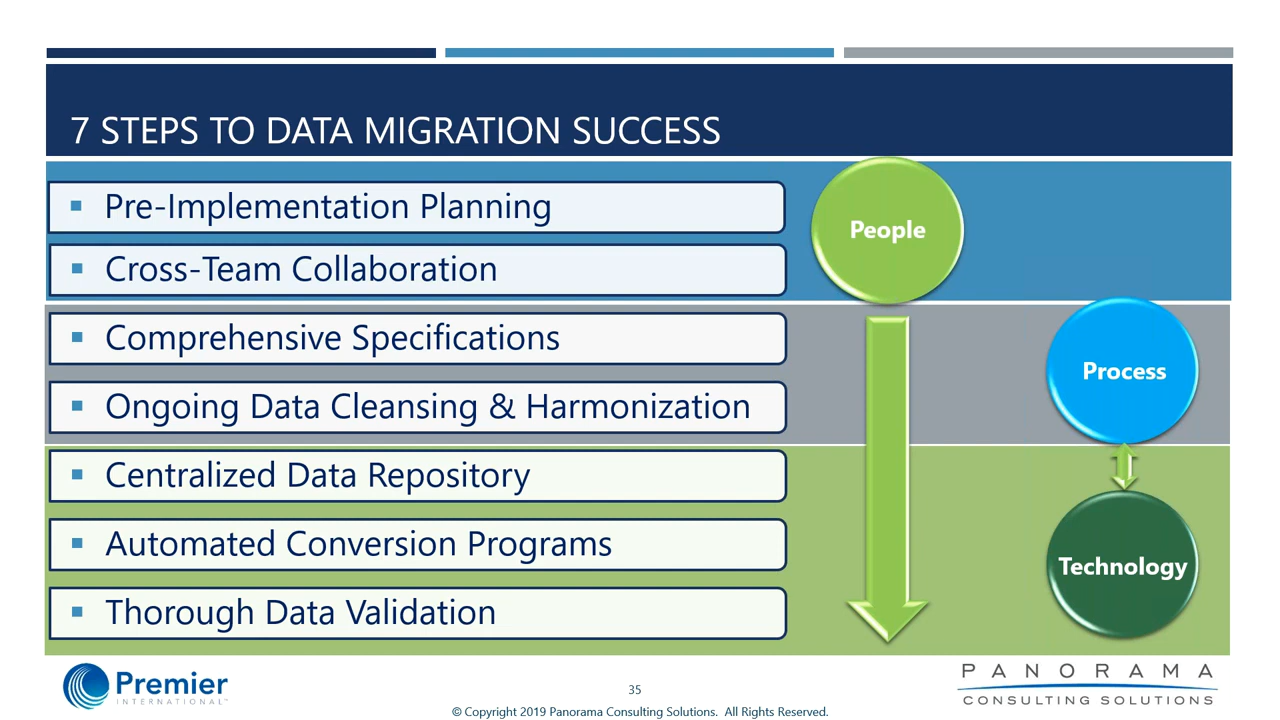 7 STEPS TO DATA MIGRATION SUCCESS
▪ Pre-Implementation Planning
▪ Cross-Team Collaboration
▪ Comprehensive Specifications
▪ Ongoing Data Cleansing & Harmonization
▪ Centralized Data Repository
▪ Automated Conversion Programs
▪ Thorough Data Validation
People
Process
Technology
Premier
INTERNATIONAL™
35
© Copyright 2019 Panorama Consulting Solutions. All Rights Reserved.
PANORAMA
CONSULTING SOLUTIONS